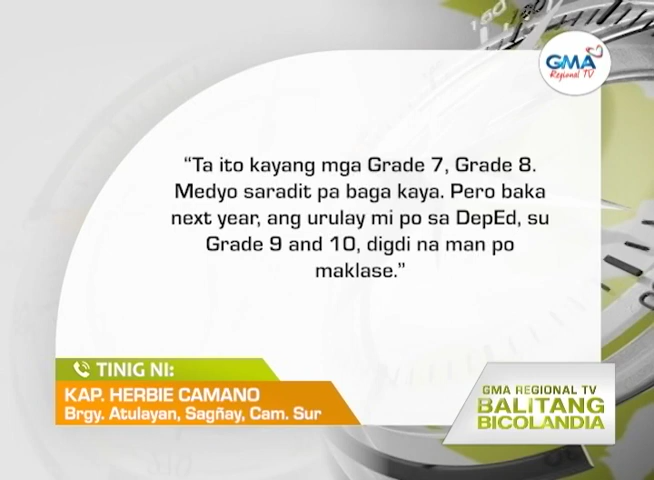 GMA
Regional TV
“Ta ito kayang mga Grade 7, Grade 8.
Medyo saradit pa baga kaya. Pero baka
next year, ang urulay mi po sa DepEd, su
Grade 9 and 10, digdi na man po
maklase.”
TINIG NI:
KAP. HERBIE CAMANO
Brgy. Atulayan, Sagñay, Cam. Sur
GMA REGIONAL TV
BALITANG
BICOLANDIA